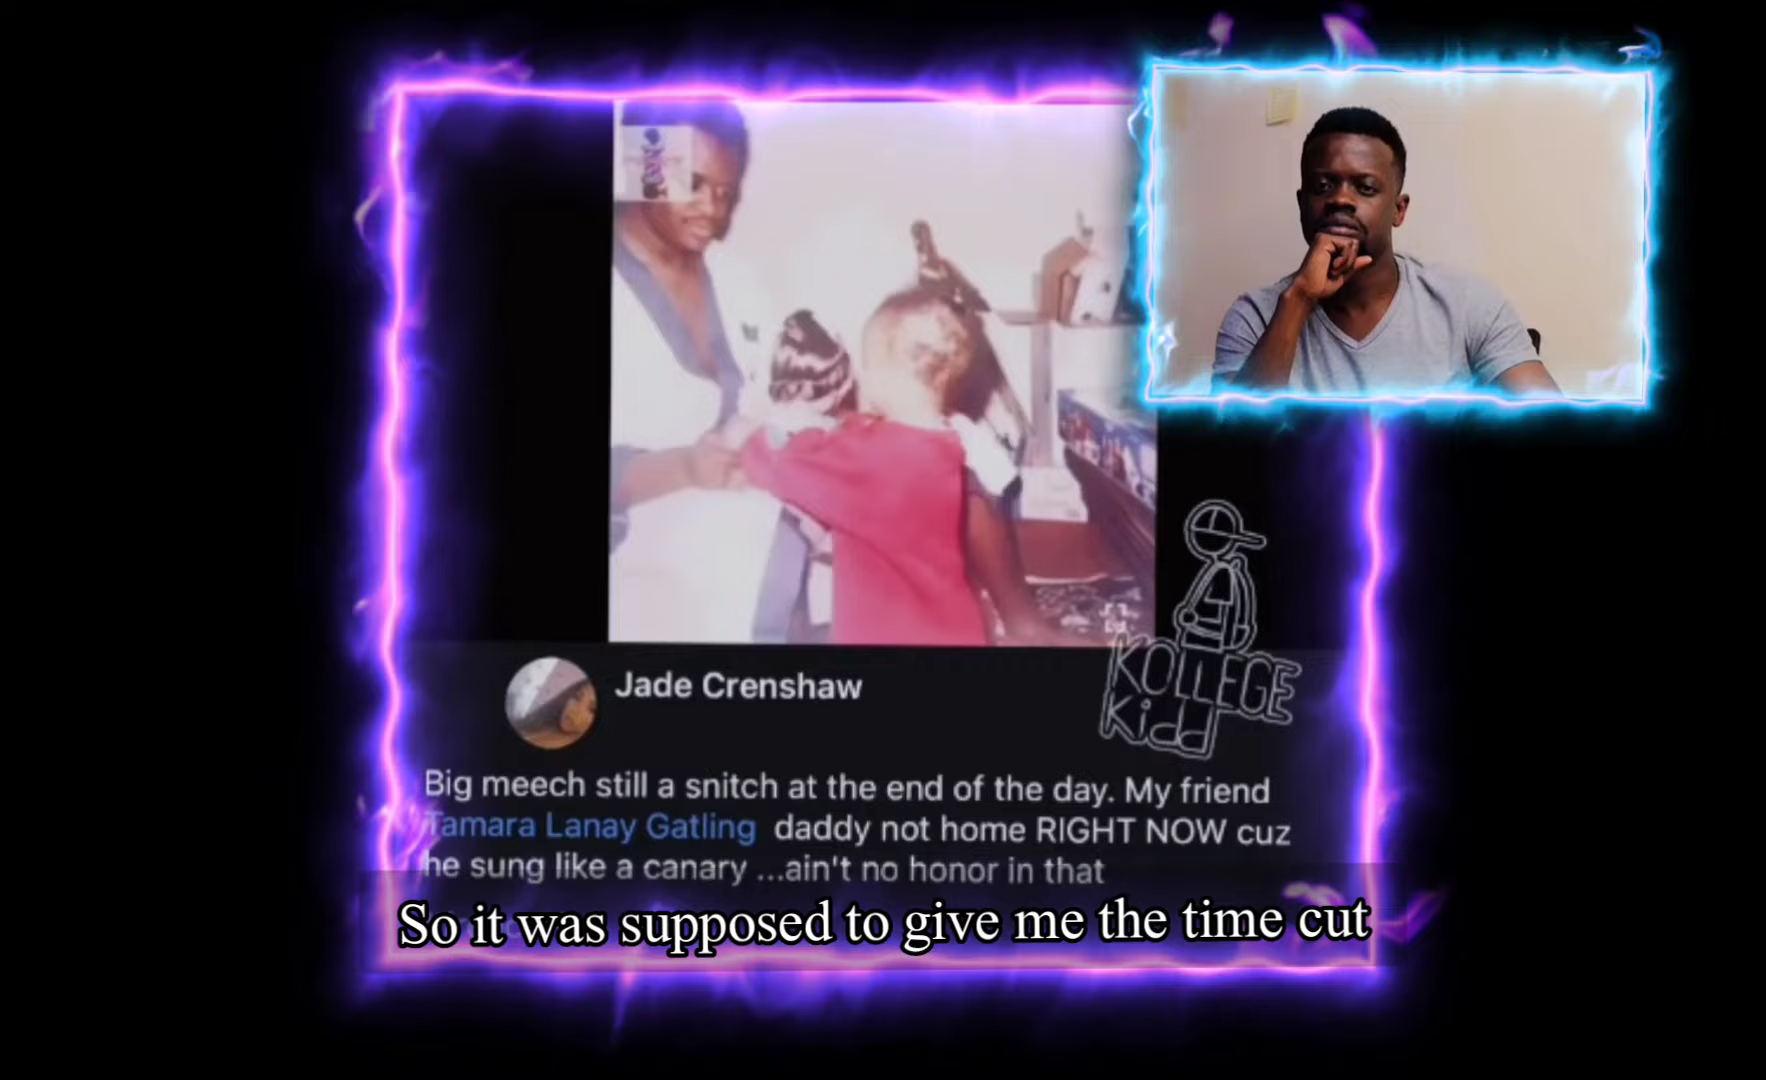 Jade Crenshaw
KOLLEGE
Kidd
Big meech still a snitch at the end of the day. My friend
Tamara Lanay Gatling daddy not home RIGHT NOW cuz
he sung like a canary ...ain't no honor in that
So it was supposed to give me the time cut